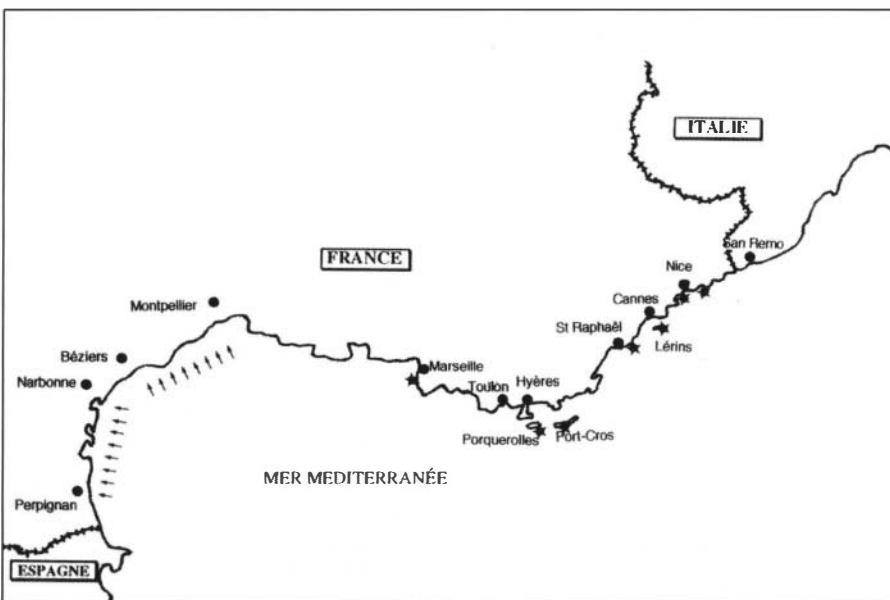 ITALIE
San Remo
FRANCE
Nice
Montpellier
Cannes
St Raphaël
Lérins
Béziers
Marseille
Narbonne
Toulon
Hyères
Porquerolles
Port-Cros
MER MEDITERRANÉE
Perpignan
ESPAGNE